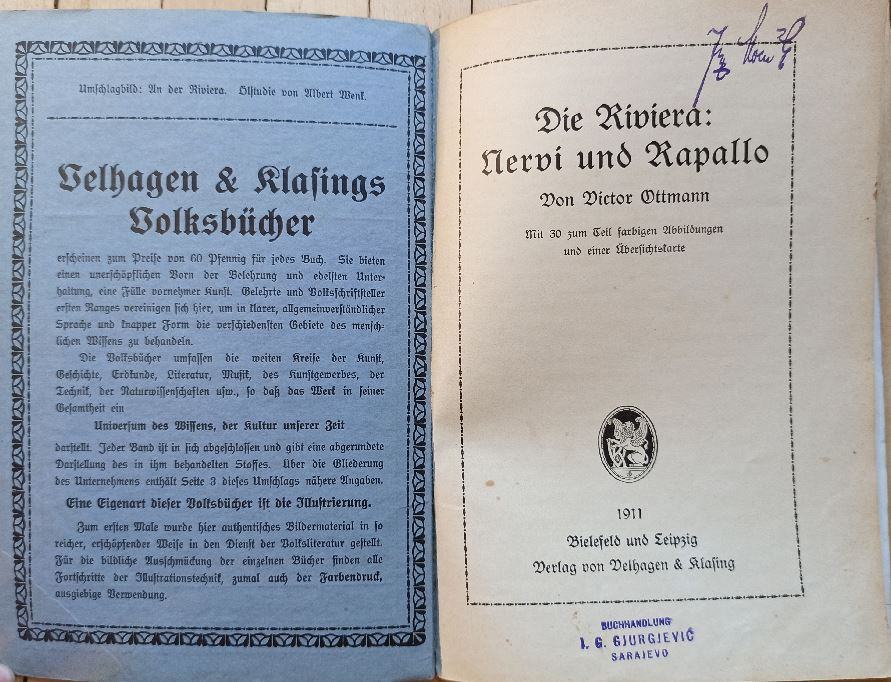 Umschlagbild: An der Riviera. Ölstudie von Albert Wenk.
Velhagen & Klasings
Volksbücher
erscheinen zum Preise von 60 Pfennig für jedes Buch. Sie bieten
einen unerschöpflichen Born der Belehrung und edelsten Unter-
haltung, eine Fülle vornehmer Kunst. Gelehrte und Volksschriftsteller
ersten Ranges vereinigen sich hier, um in klarer, allgemeinverständlicher
Sprache und knapper Form die verschiedensten Gebiete des mensch-
lichen Wissens zu behandeln.
Die Volksbücher umfassen die weiten Kreise der Kunst,
Geschichte, Erdkunde, Literatur, Musik, des Kunstgewerbes, der
Technik, der Naturwissenschaften usw., so daß das Werk in seiner
Gesamtheit ein
Universum des Wissens, der Kultur unserer Zeit
darstellt. Jeder Band ist in sich abgeschlossen und gibt eine abgerundete
Darstellung des in ihm behandelten Stoffes. Über die Gliederung
des Unternehmens enthält Seite 3 dieses Umschlags nähere Angaben.
Eine Eigenart dieser Volksbücher ist die Illustrierung.
Zum ersten Male wurde hier authentisches Bildermaterial in so
reicher, erschöpfender Weise in den Dienst der Volksliteratur gestellt.
Für die bildliche Ausschmückung der einzelnen Bücher finden alle
Fortschritte der Illustrationstechnik, zumal auch der Farbendruck,
ausgiebige Verwendung.
Die Riviera:
Nervi und Rapallo
Von Victor Ottmann
Mit 30 zum Teil farbigen Abbildungen
und einer Übersichtskarte
1911
Bielefeld und Leipzig
Verlag von Velhagen & Klasing
BUCHHANDLUNG
I. G. GJURGJEVIĆ
SARAJEVO